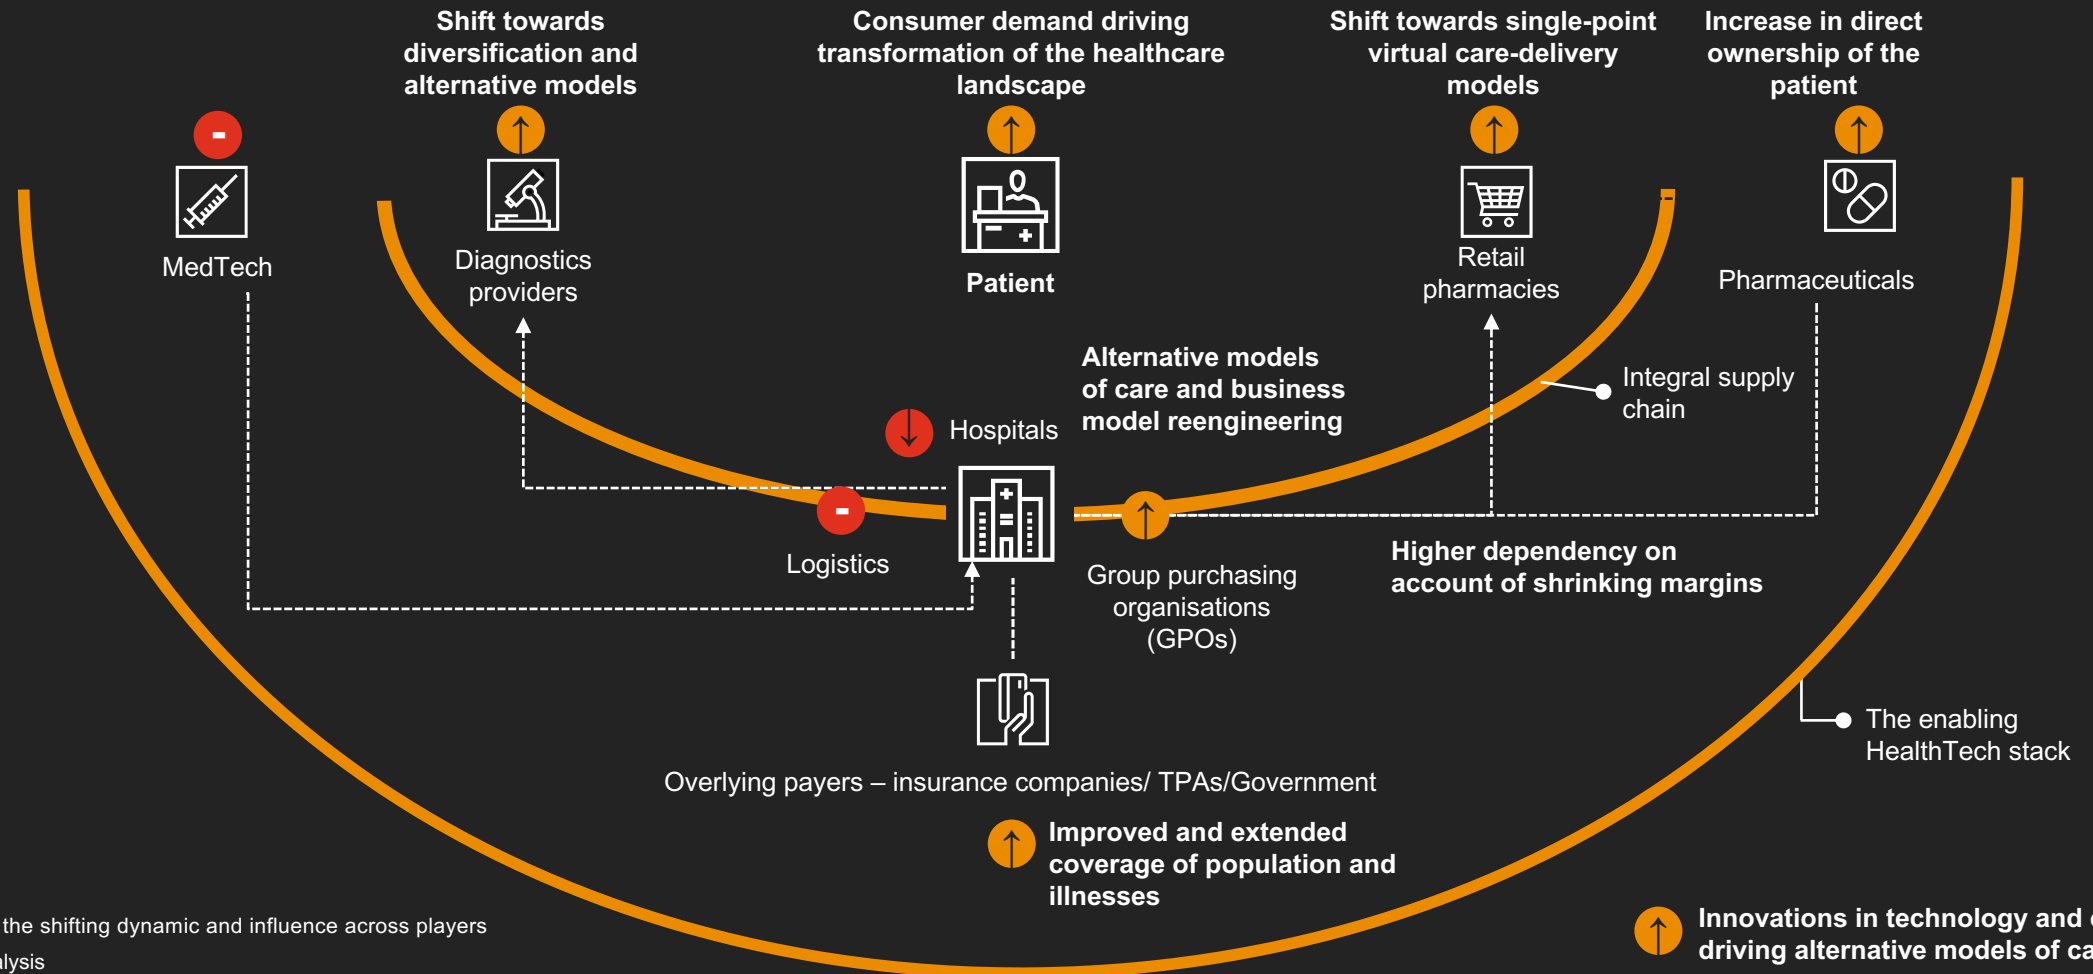 Shift towards
diversification and
alternative models
Consumer demand driving
transformation of the healthcare
landscape
Shift towards single-point
virtual care-delivery
models
Increase in direct
ownership of the
patient
MedTech
Diagnostics
providers
Patient
Retail
pharmacies
Pharmaceuticals
Alternative models
of care and business
model reengineering
Integral supply
chain
Hospitals
Logistics
Group purchasing
organisations
(GPOs)
Higher dependency on
account of shrinking margins
The enabling
HealthTech stack
Overlying payers – insurance companies/ TPAs/Government
Improved and extended
coverage of population and
illnesses
the shifting dynamic and influence across players
Innovations in technology and
driving alternative models of